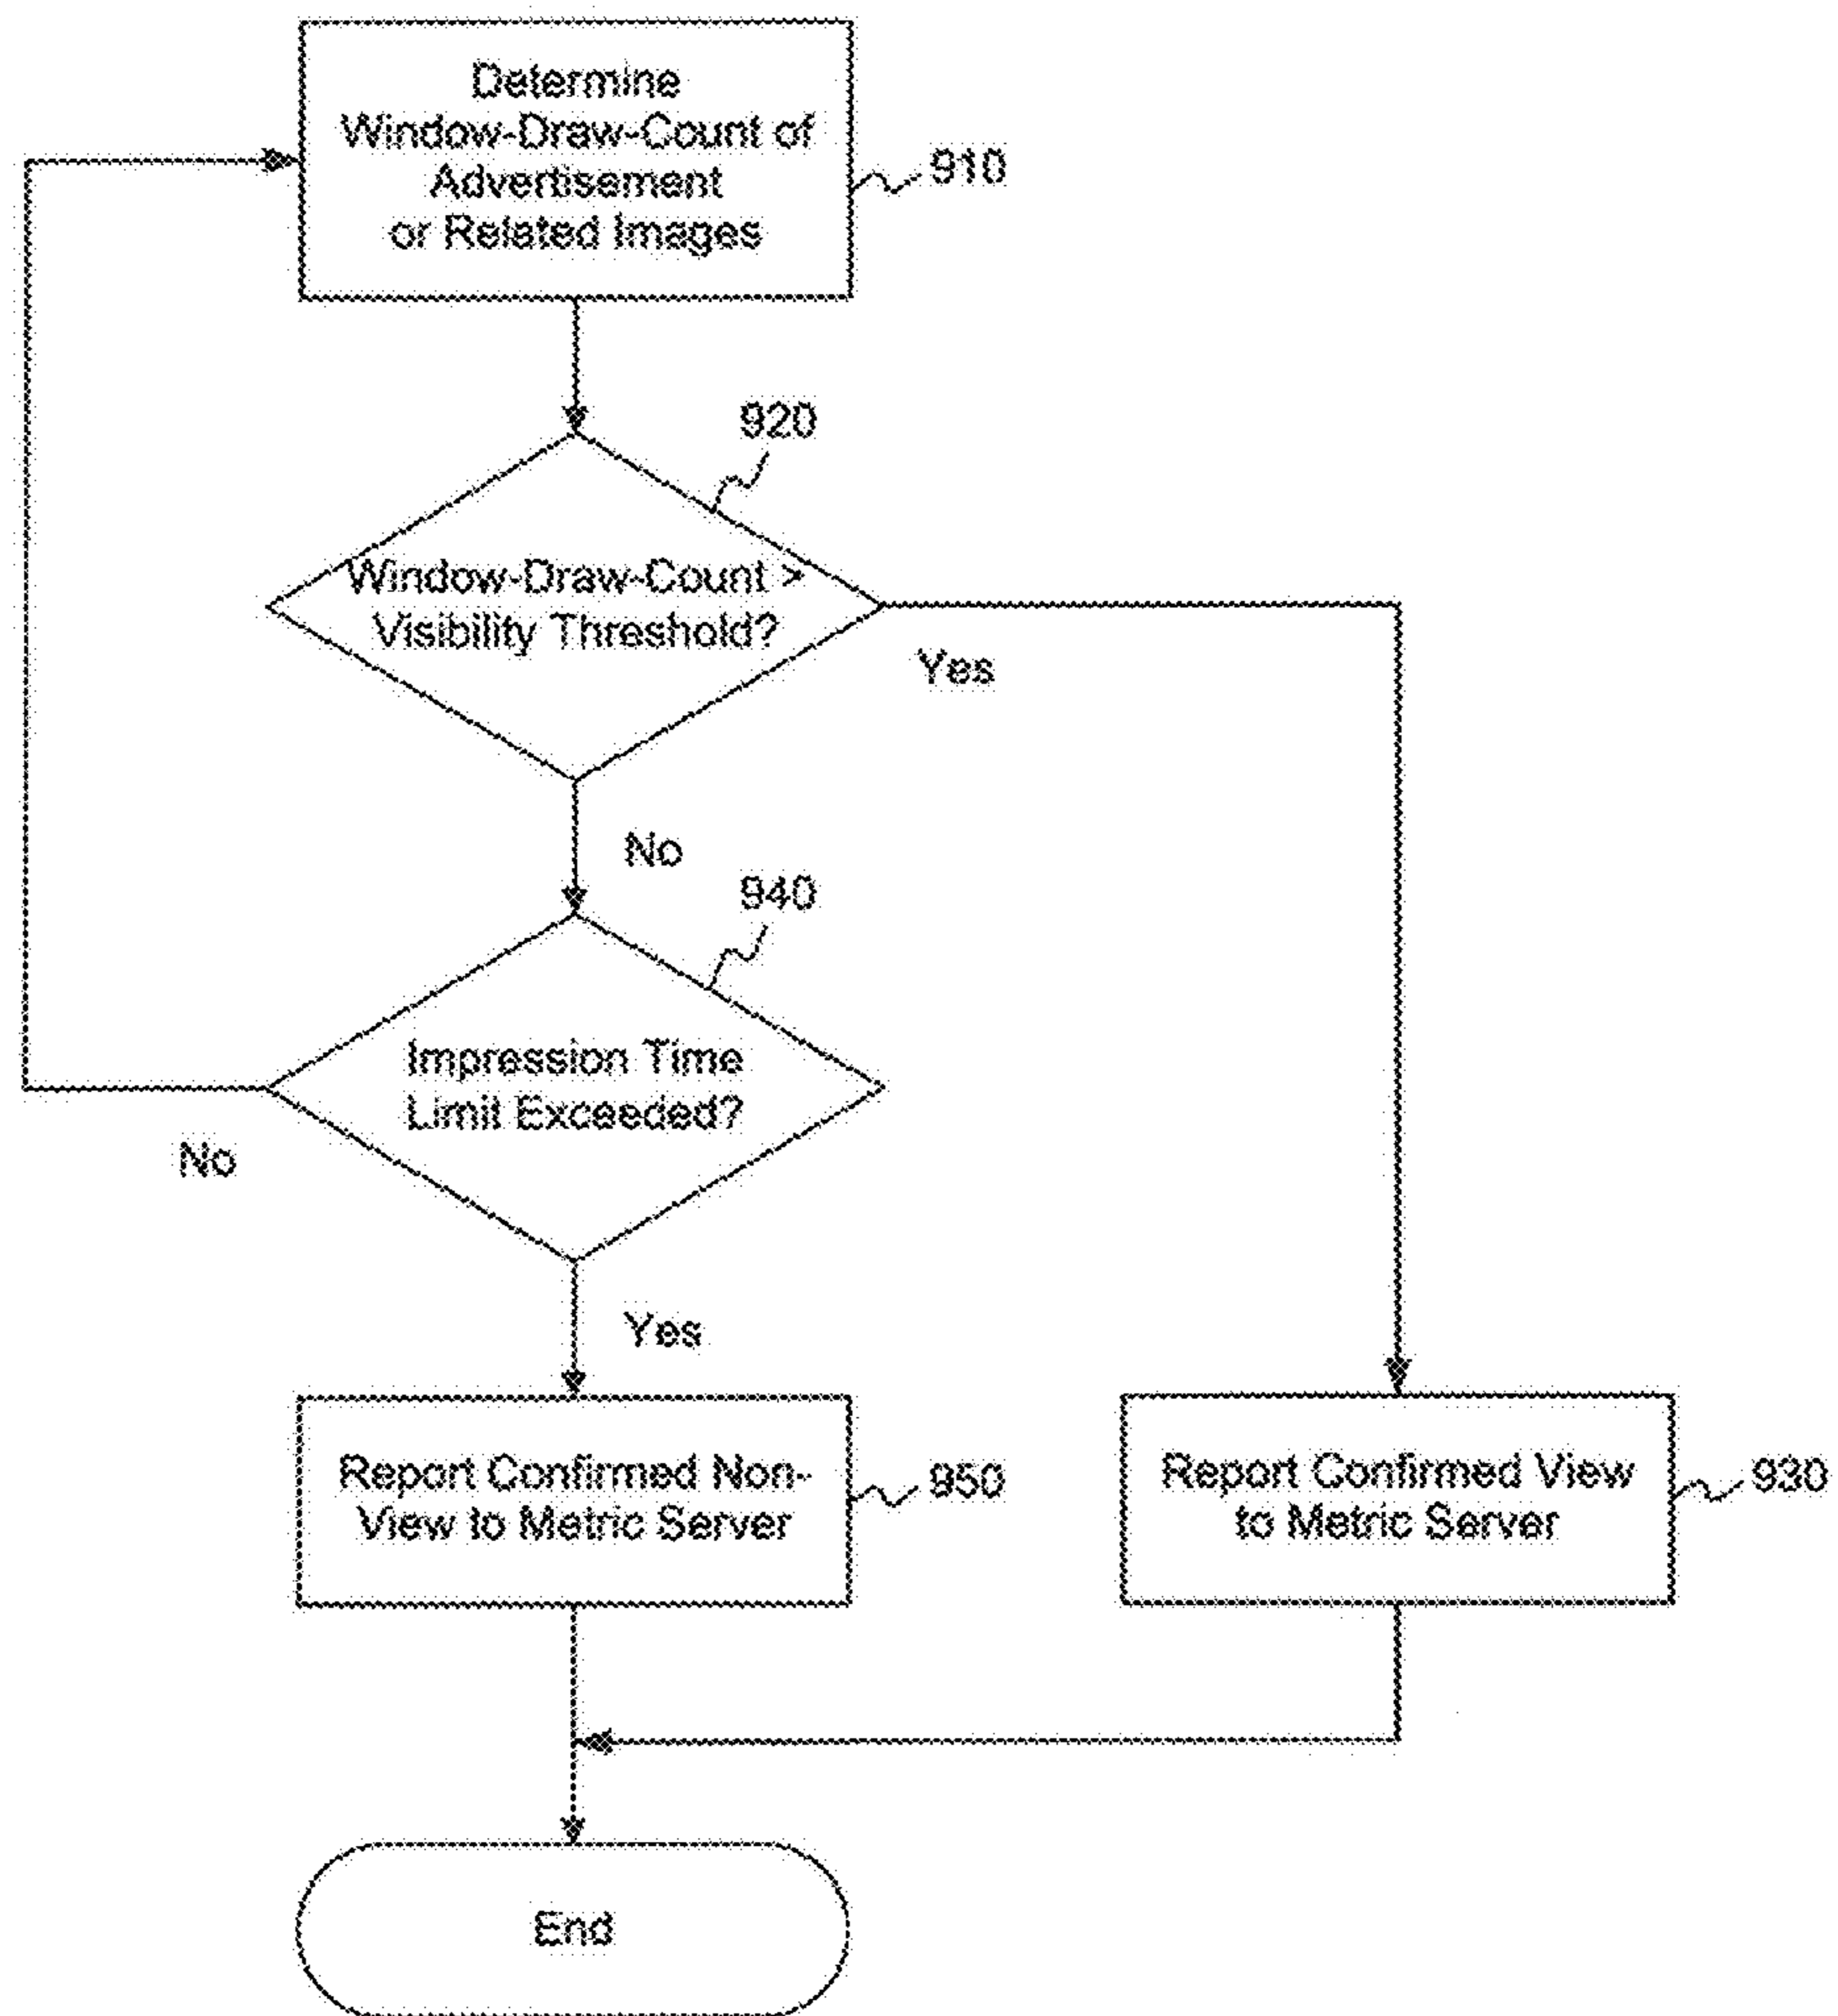 Determine
Window-Draw-Count of
Advertisement
or Related Images
910
920
Window-Draw-Count >
Visibility Threshold?
Yes
No
940
Impression Time
Limit Exceeded?
No
Yes
Report Confirmed Non-
View to Metric Server
950
Report Confirmed View
to Metric Server
930
End